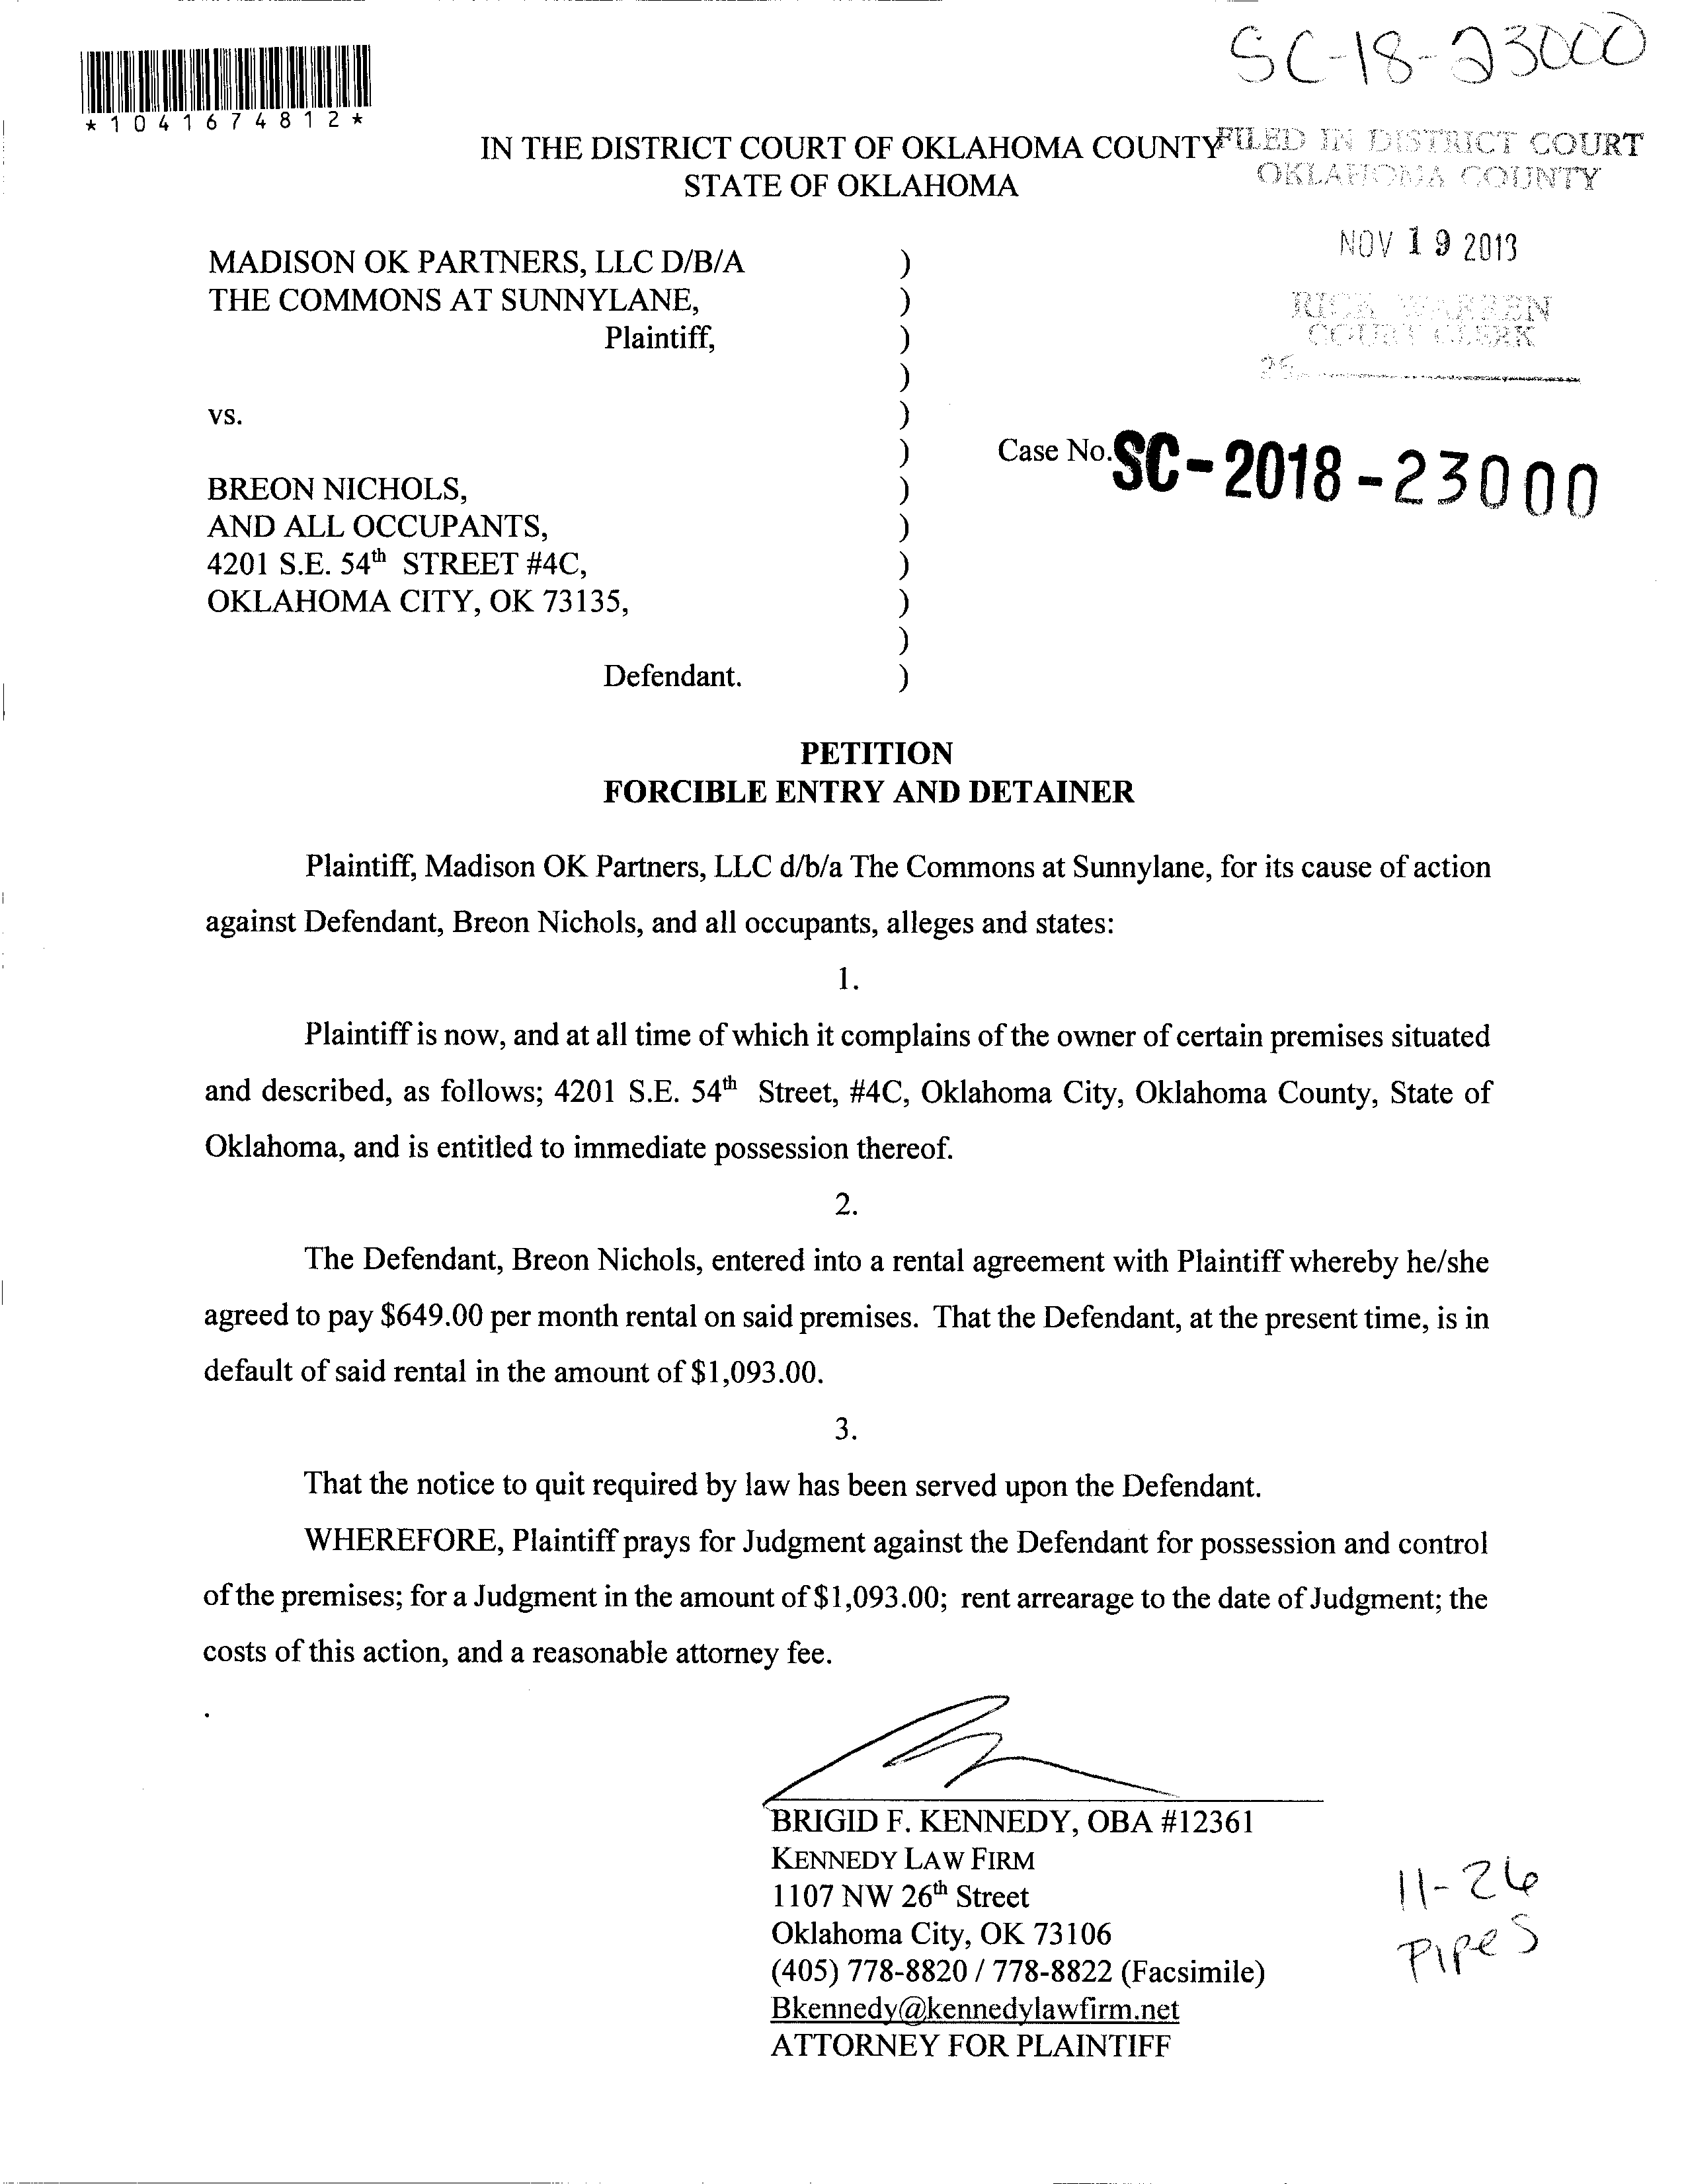 SC-18-23000
*1041674812*
IN THE DISTRICT COURT OF OKLAHOMA COUNTY
STATE OF OKLAHOMA
FILED IN DISTRICT COURT
OKLAHOMA COUNTY
NOV 19 2018
RICK WARREN
COURT CLERK
MADISON OK PARTNERS, LLC D/B/A )
THE COMMONS AT SUNNYLANE, )
Plaintiff, )
)
vs. )
)
BREON NICHOLS, )
AND ALL OCCUPANTS, )
4201 S.E. 54th STREET #4C, )
OKLAHOMA CITY, OK 73135, )
)
Defendant. )
Case No. SC-2018-23000
PETITION
FORCIBLE ENTRY AND DETAINER
Plaintiff, Madison OK Partners, LLC d/b/a The Commons at Sunnylane, for its cause of action
against Defendant, Breon Nichols, and all occupants, alleges and states:
1.
Plaintiff is now, and at all time of which it complains of the owner of certain premises situated
and described, as follows; 4201 S.E. 54th Street, #4C, Oklahoma City, Oklahoma County, State of
Oklahoma, and is entitled to immediate possession thereof.
2.
The Defendant, Breon Nichols, entered into a rental agreement with Plaintiff whereby he/she
agreed to pay $649.00 per month rental on said premises. That the Defendant, at the present time, is in
default of said rental in the amount of $1,093.00.
3.
That the notice to quit required by law has been served upon the Defendant.
WHEREFORE, Plaintiff prays for Judgment against the Defendant for possession and control
of the premises; for a Judgment in the amount of $1,093.00; rent arrearage to the date of Judgment; the
costs of this action, and a reasonable attorney fee.
BRIGID F. KENNEDY, OBA #12361
KENNEDY LAW FIRM
1107 NW 26th Street
Oklahoma City, OK 73106
(405) 778-8820 / 778-8822 (Facsimile)
Bkennedy@kennedylawfirm.net
ATTORNEY FOR PLAINTIFF
11-26
Pipes